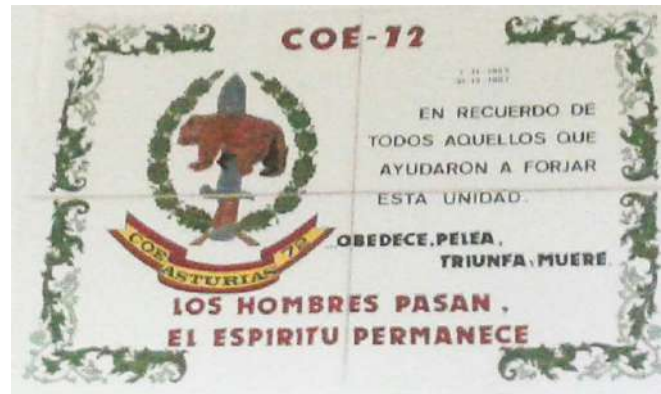 COE-72
EN RECUERDO DE
TODOS AQUELLOS QUE
AYUDARON A FORJAR
ESTA UNIDAD.
...OBEDECE,PELEA,
TRIUNFA,MUERE.
COE ASTURIAS 72
LOS HOMBRES PASAN,
EL ESPIRITU PERMANECE